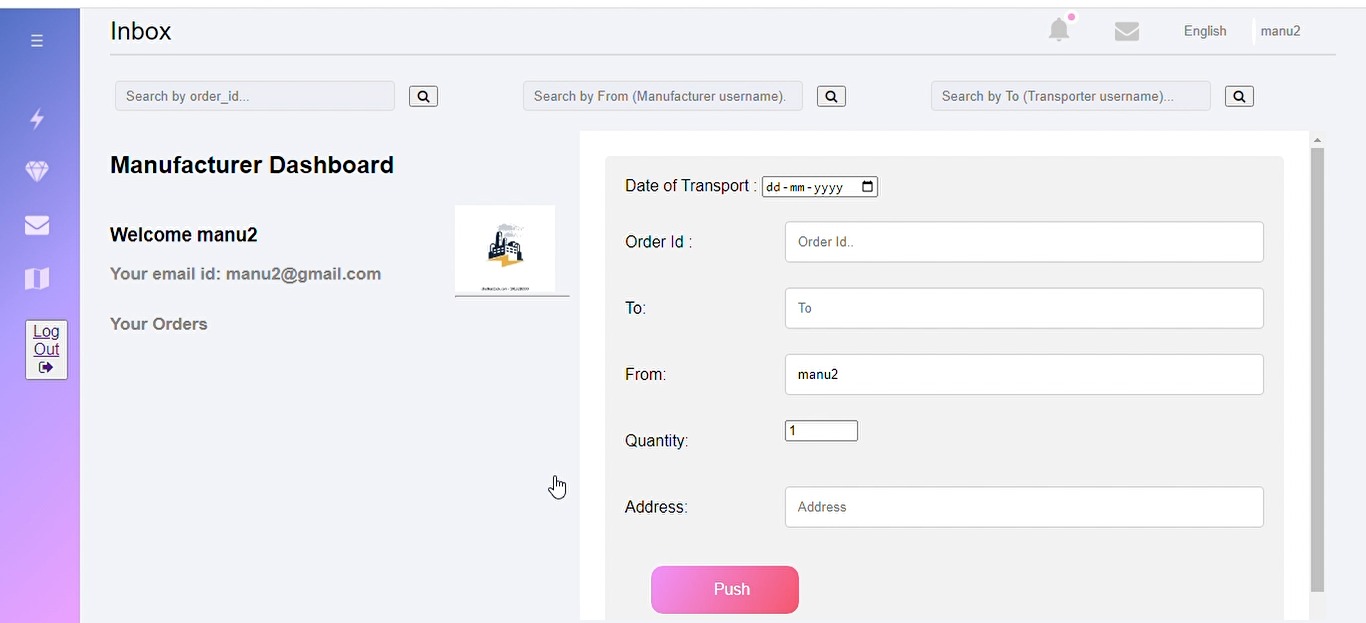 Inbox
English
manu2
Search by order_id...
Search by From (Manufacturer username).
Search by To (Transporter username)...
Manufacturer Dashboard
Welcome manu2
Your email id: manu2@gmail.com
Your Orders
Log
Out
Date of Transport :
dd-mm-yyyy
Order Id :
Order Id..
To:
To
From:
manu2
Quantity:
1
Address:
Address
Push